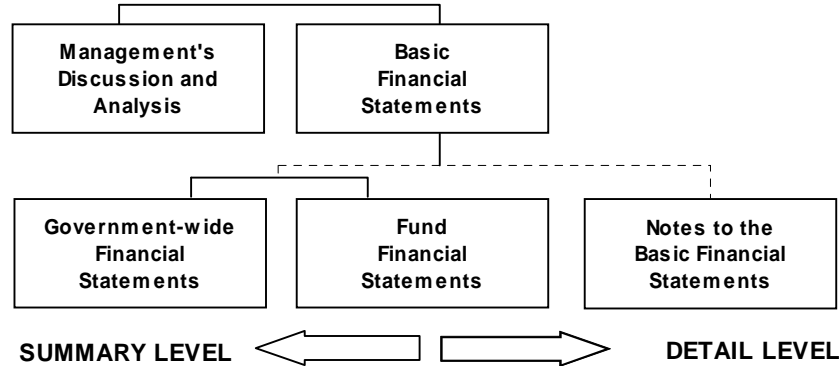 Management's
Discussion and
Analysis
Basic
Financial
Statements
Government-wide
Financial
Statements
Fund
Financial
Statements
Notes to the
Basic Financial
Statements
SUMMARY LEVEL
DETAIL LEVEL